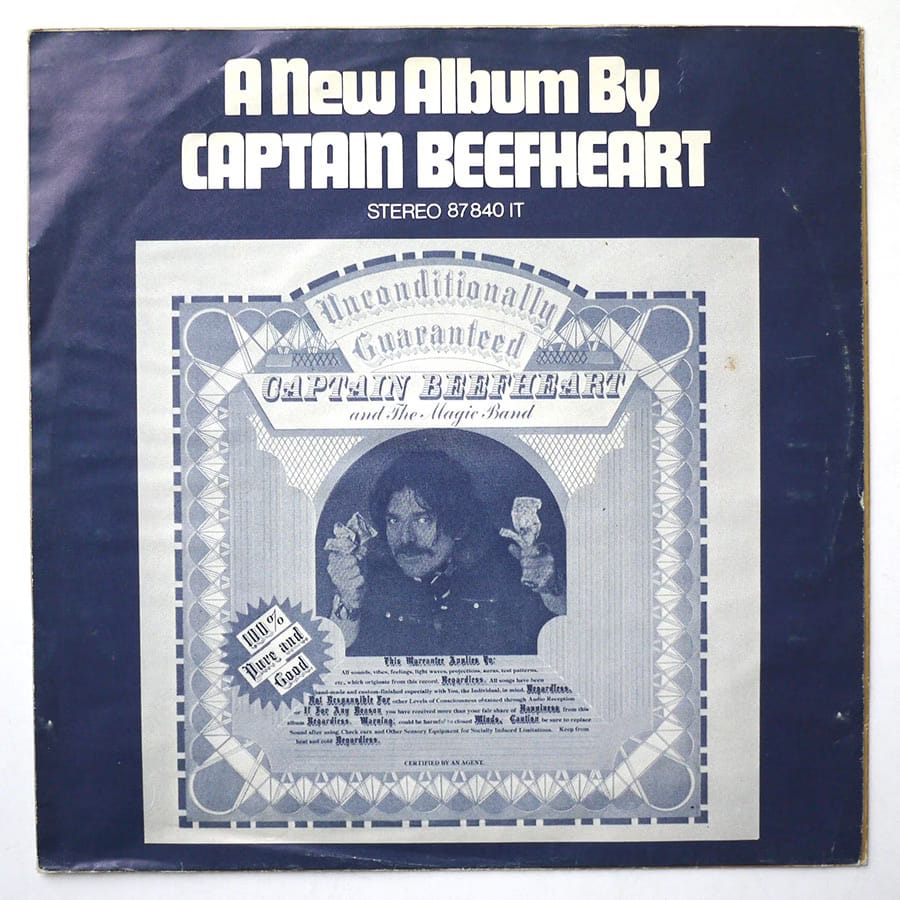 A New Album By
CAPTAIN BEEFHEART
STEREO 87840 IT
Unconditionally
Guaranteed
CAPTAIN BEEFHEART
and The Magic Band
100%
Pure and
Good
This Warrantee Applies To:
All sounds, vibes, feelings, light waves, projections, auras, test patterns,
etc., which originate from this record, Regardless. All songs have been
hand-made and custom-finished especially with You, the Individual, in mind, Regardless.
Not Responsible For other Levels of Consciousness obtained through Audio Reception
If For Any Reason you have received more than your fair share of Happiness from this
album Regardless. Warning: could be harmful to closed Minds. Caution be sure to replace
Sound after using. Check ears and Other Sensory Equipment for Socially Induced Limitations. Keep from
heat and cold Regardless.
CERTIFIED BY AN AGENT.